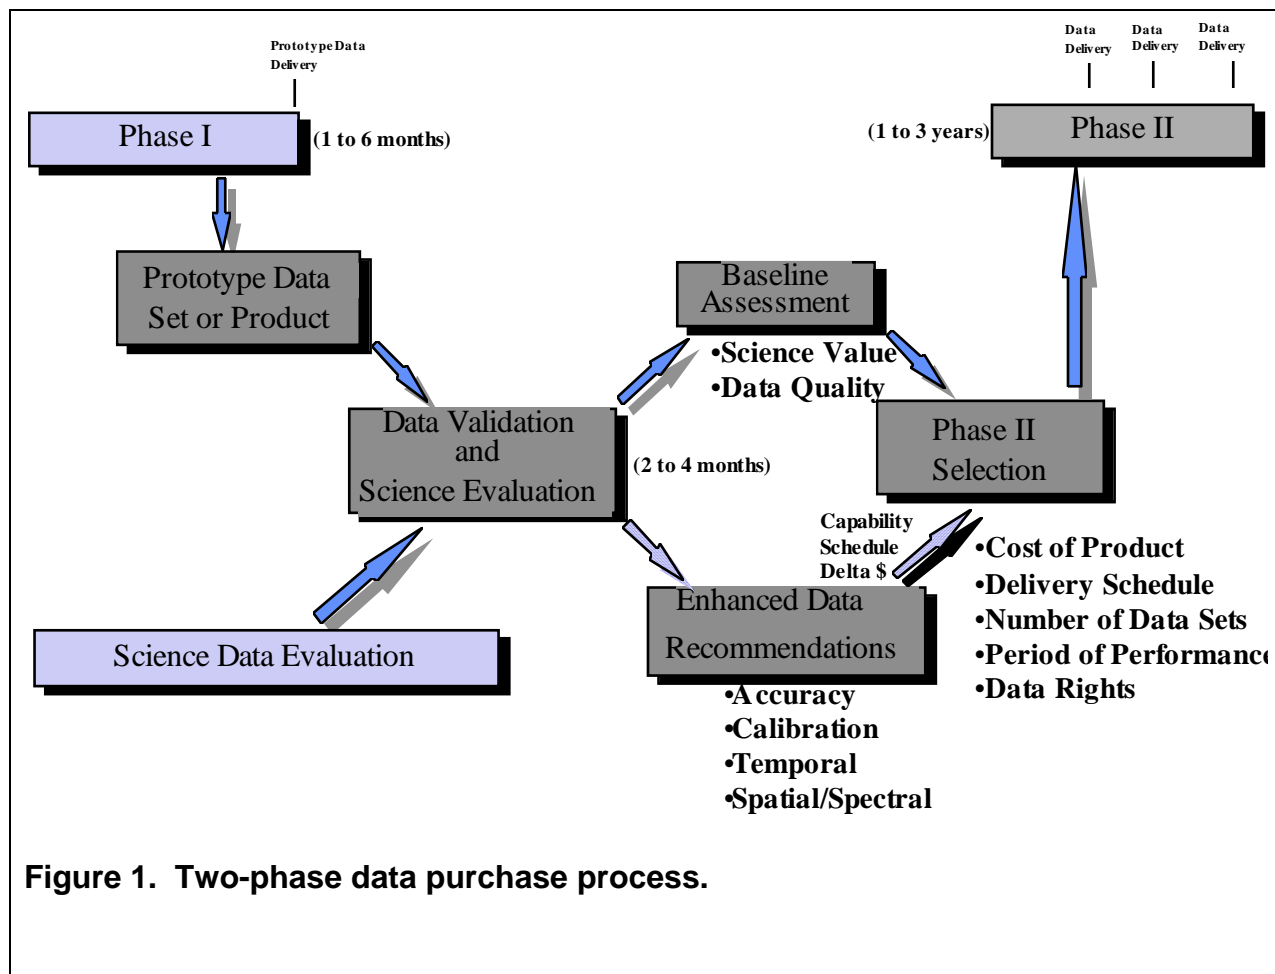 Prototype Data
Delivery
Data
Delivery
Data
Delivery
Data
Delivery
Phase I
(1 to 6 months)
(1 to 3 years)
Phase II
Prototype Data
Set or Product
Baseline
Assessment
•Science Value
•Data Quality
Data Validation
and
Science Evaluation
(2 to 4 months)
Phase II
Selection
Capability
Schedule
Delta $
•Cost of Product
•Delivery Schedule
•Number of Data Sets
•Period of Performance
•Data Rights
Science Data Evaluation
Enhanced Data
Recommendations
•Accuracy
•Calibration
•Temporal
•Spatial/Spectral
Figure 1.  Two-phase data purchase process.